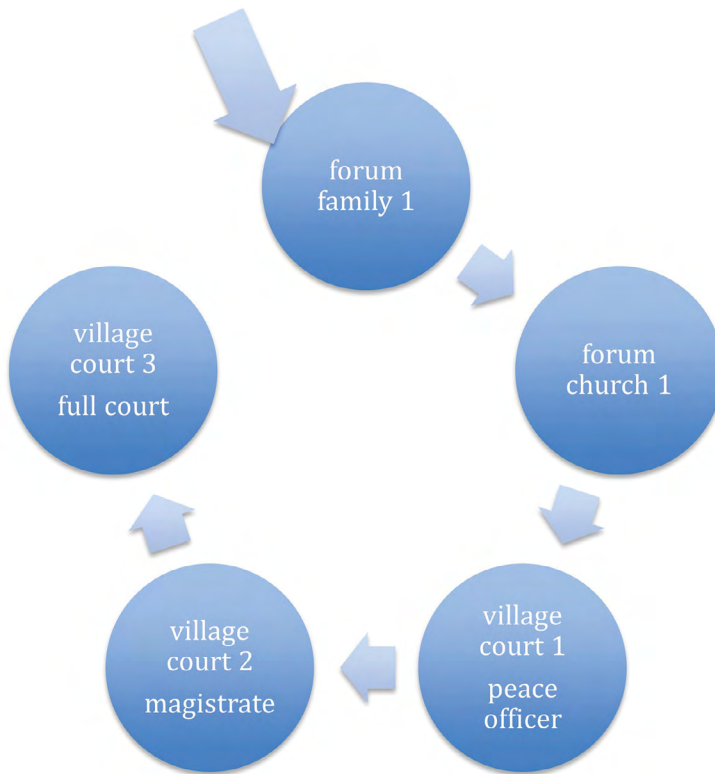 forum
family 1
forum
church 1
village
court 1
peace
officer
village
court 2
magistrate
village
court 3
full court